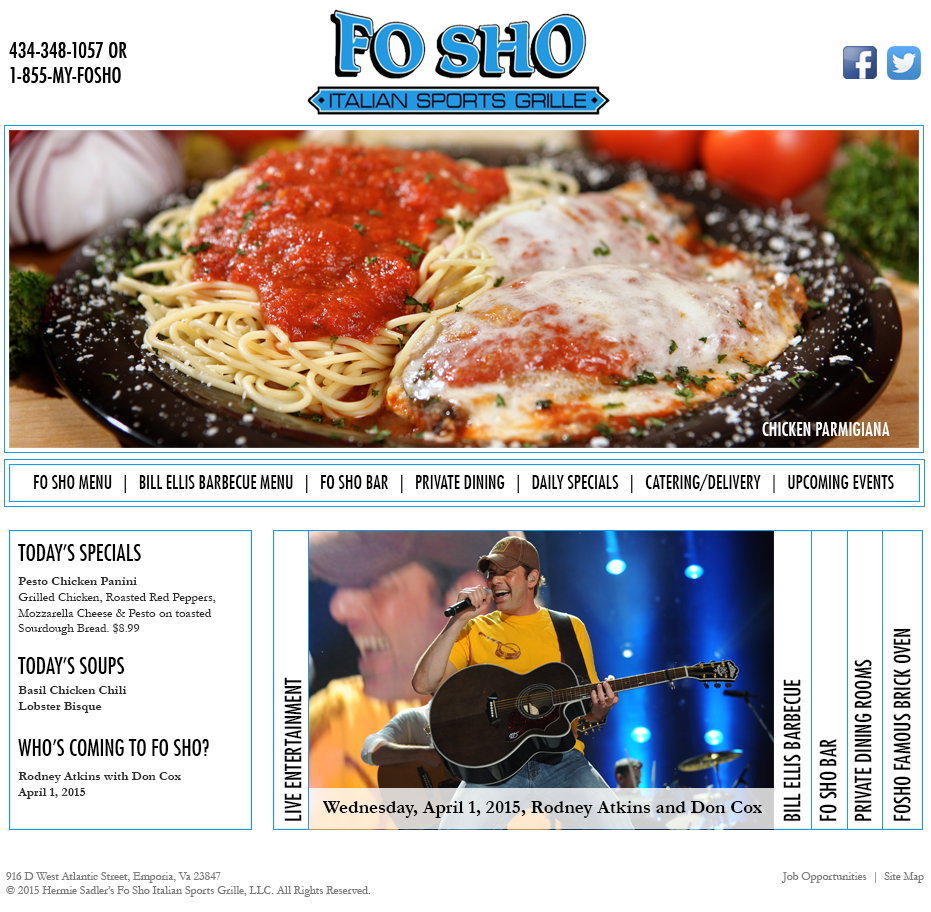 434-348-1057 OR
1-855-MY-FOSHO
FO SHO
ITALIAN SPORTS GRILLE
CHICKEN PARMIGIANA
FO SHO MENU | BILL ELLIS BARBECUE MENU | FO SHO BAR | PRIVATE DINING | DAILY SPECIALS | CATERING/DELIVERY | UPCOMING EVENTS
TODAY'S SPECIALS
Pesto Chicken Panini
Grilled Chicken, Roasted Red Peppers,
Mozzarella Cheese & Pesto on toasted
Sourdough Bread. $8.99
TODAY'S SOUPS
Basil Chicken Chili
Lobster Bisque
WHO'S COMING TO FO SHO?
Rodney Atkins with Don Cox
April 1, 2015
LIVE ENTERTAINMENT
Wednesday, April 1, 2015, Rodney Atkins and Don Cox
BILL ELLIS BARBECUE
FO SHO BAR
PRIVATE DINING ROOMS
FOSHO FAMOUS BRICK OVEN
916 D West Atlantic Street, Emporia, Va 23847
© 2015 Hermie Sadler's Fo Sho Italian Sports Grille, LLC. All Rights Reserved.
Job Opportunities | Site Map